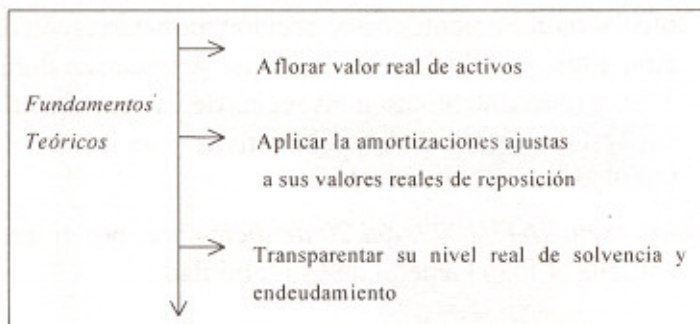 Aflorar valor real de activos
Fundamentos
Teóricos
Aplicar la amortizaciones ajustas
a sus valores reales de reposición
Transparentar su nivel real de solvencia y
endeudamiento